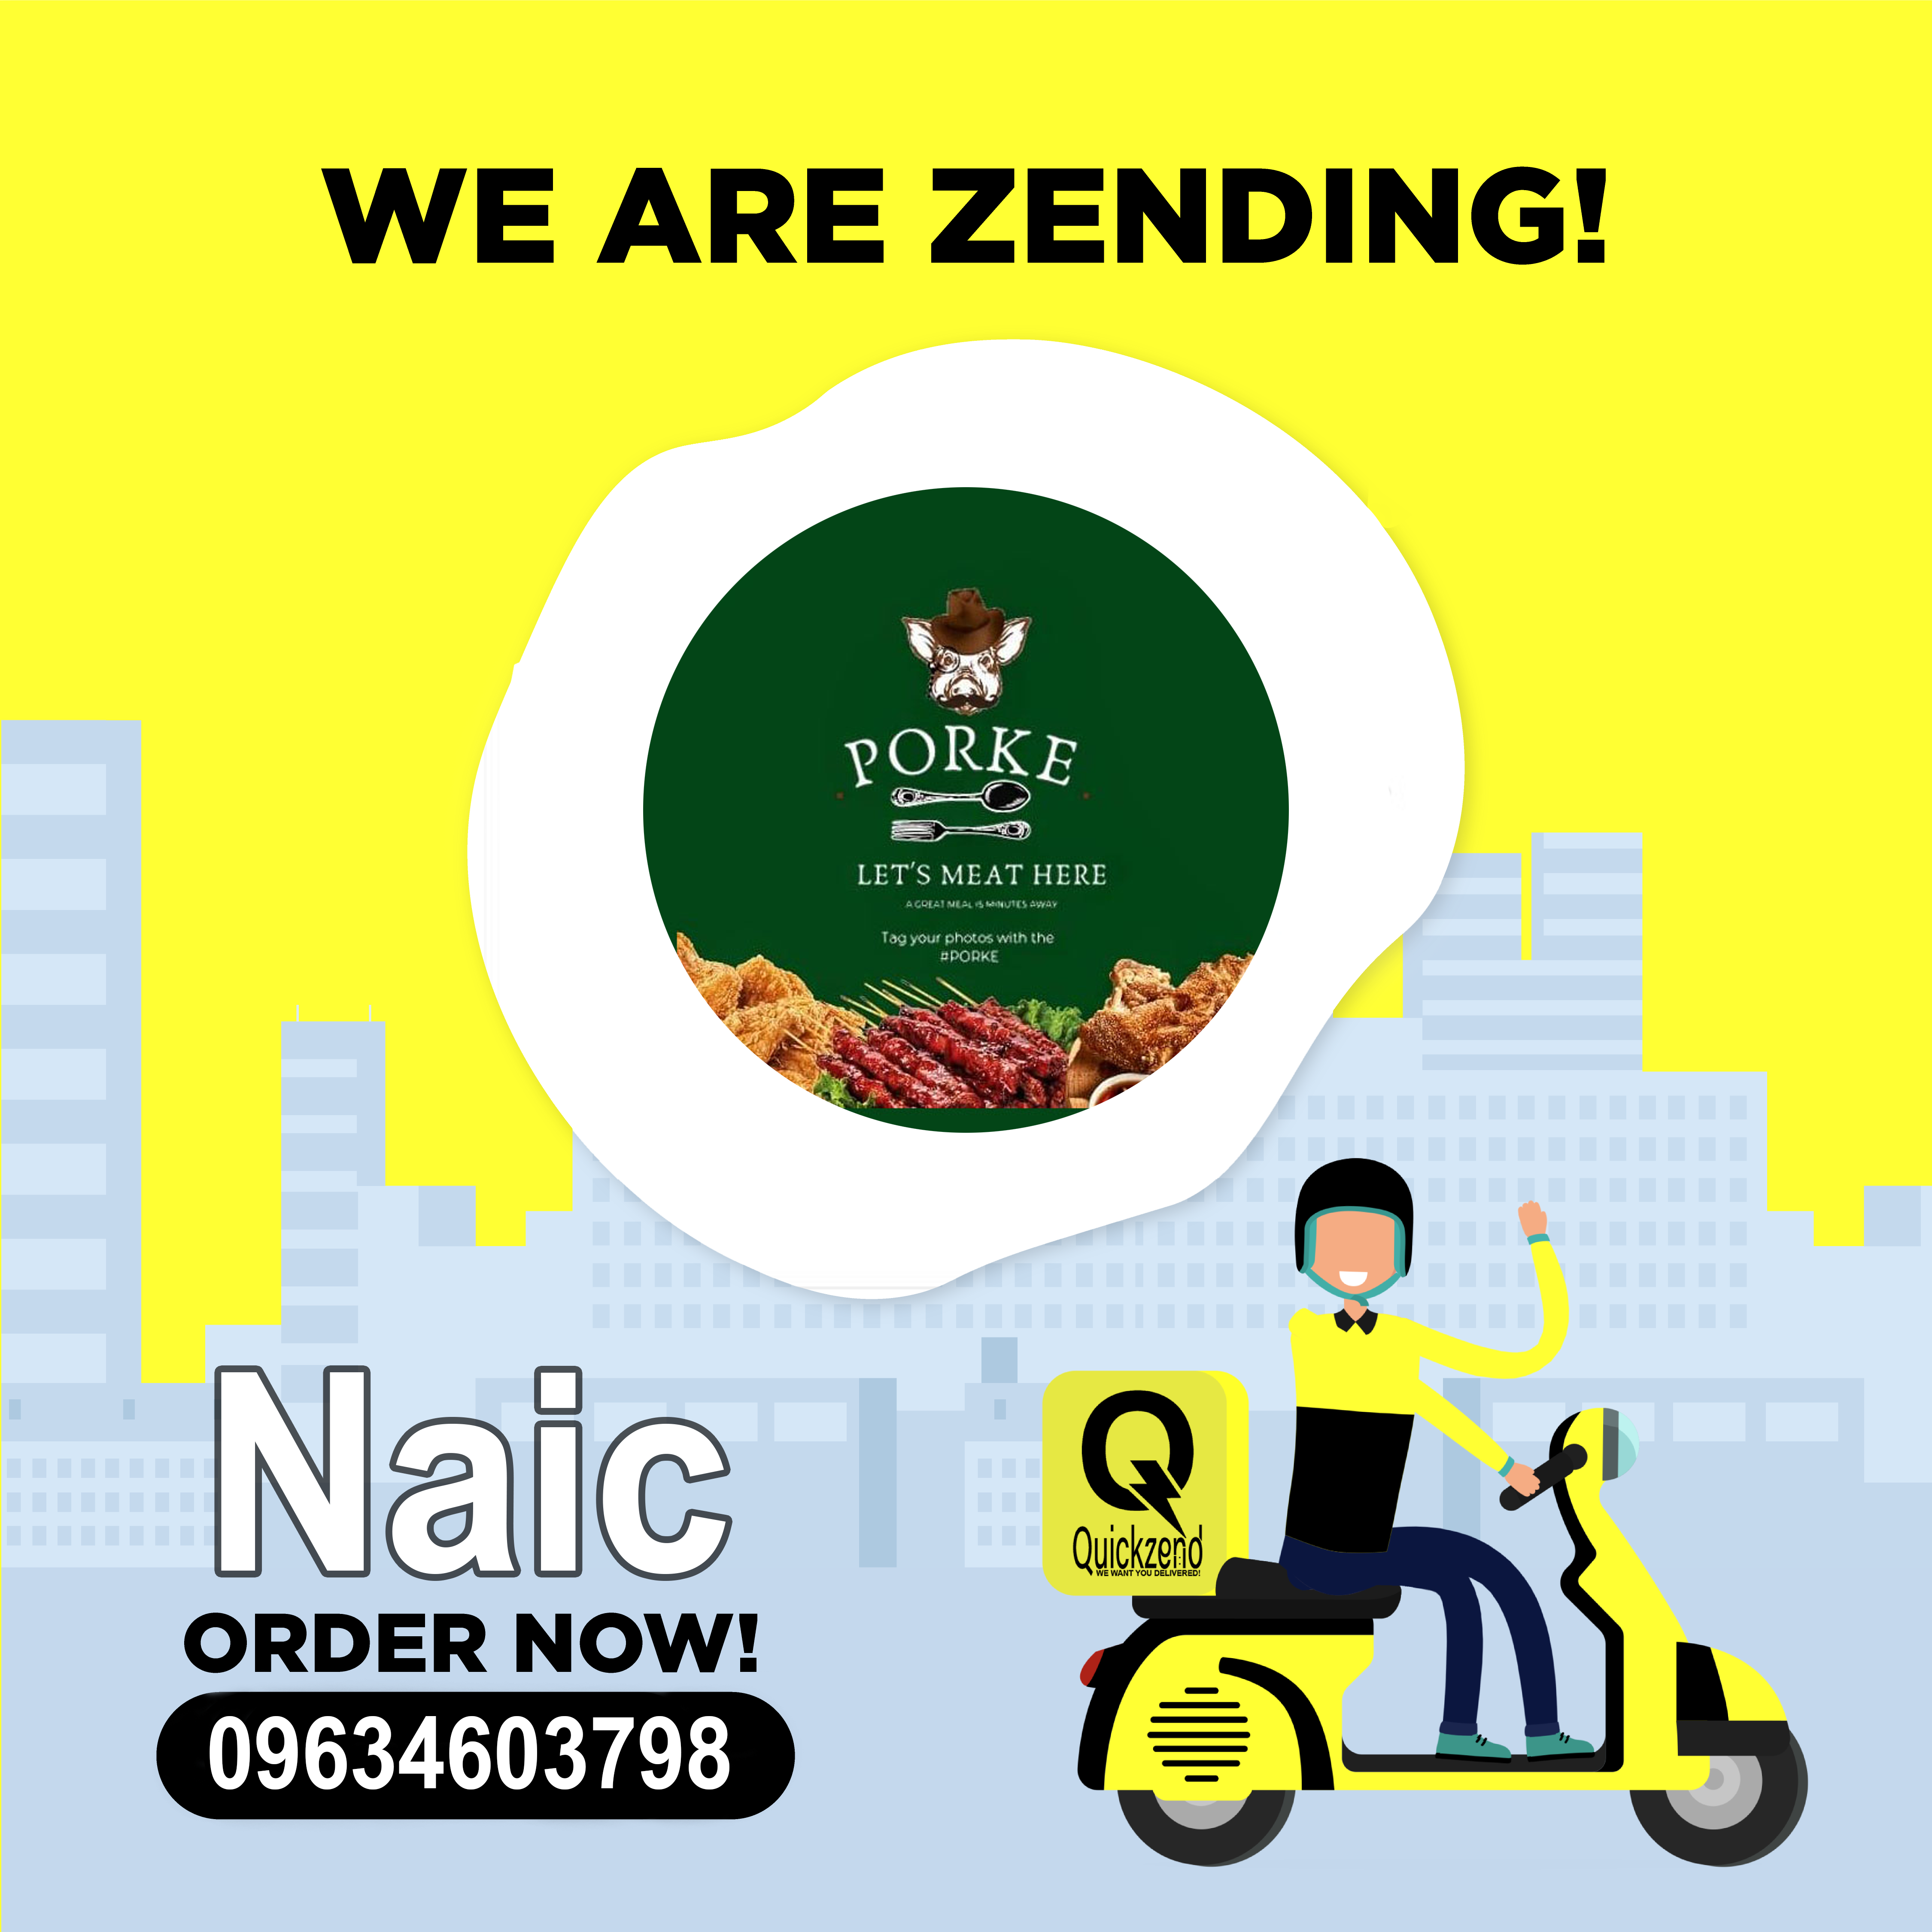 WE ARE ZENDING!
PORKE
LET'S MEAT HERE
A GREAT MEAL IS MINUTES AWAY
Tag your photos with the
#PORKE
Naic
ORDER NOW!
09634603798
Q
Quickzend
WE WANT YOU DELIVERED!